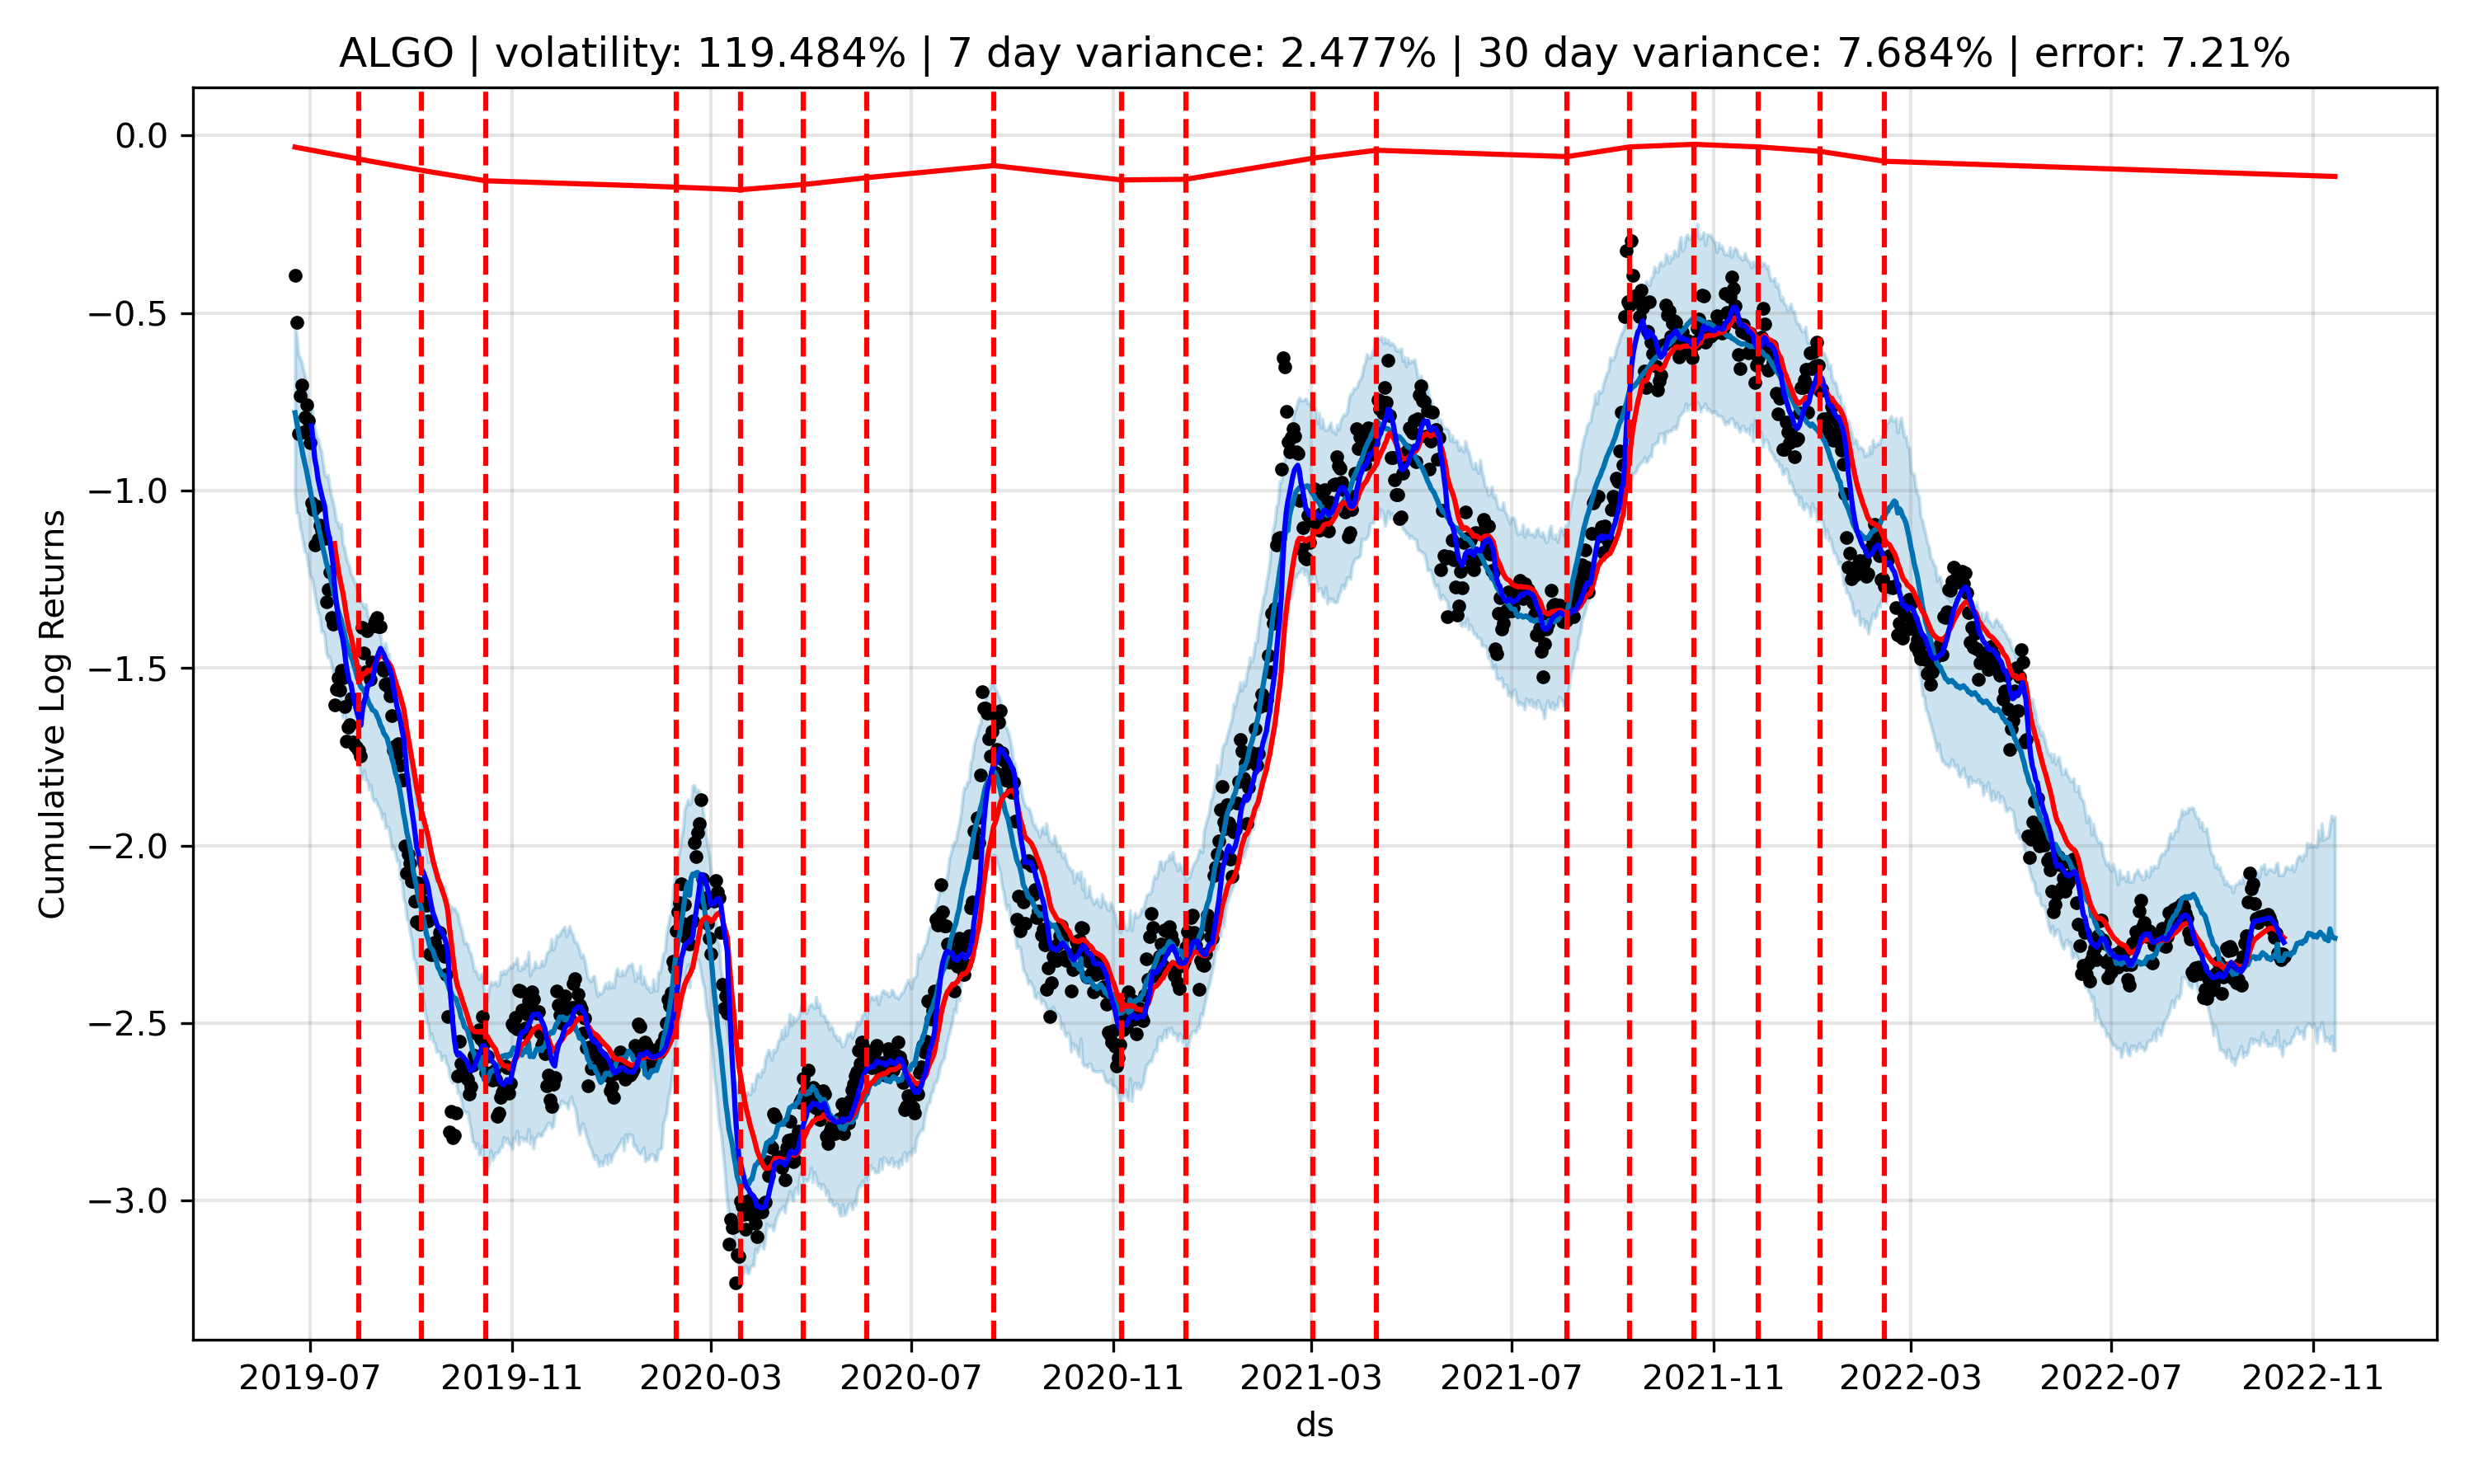 ALGO | volatility: 119.484% | 7 day variance: 2.477% | 30 day variance: 7.684% | error: 7.21%
Cumulative Log Returns
0.0
−0.5
−1.0
−1.5
−2.0
−2.5
−3.0
2019-07 2019-11 2020-03 2020-07 2020-11 2021-03 2021-07 2021-11 2022-03 2022-07 2022-11
ds